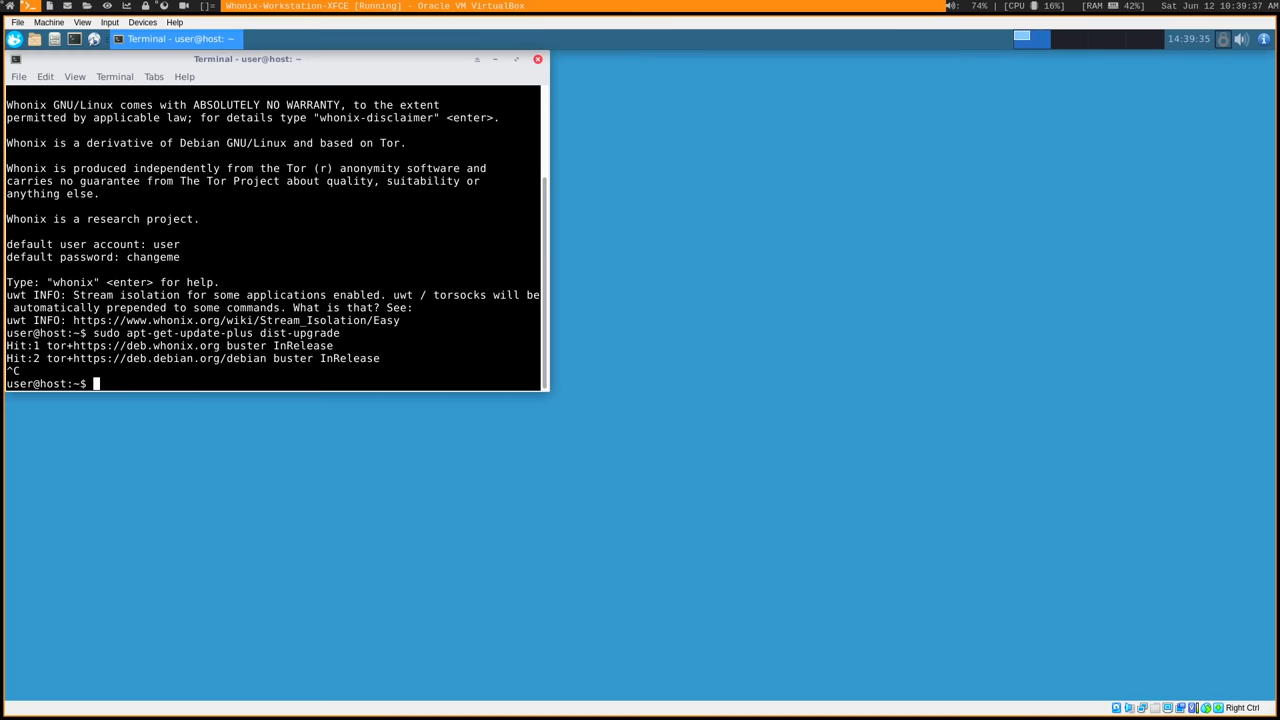 Whonix-Workstation-XFCE [Running] - Oracle VM VirtualBox
74% | [CPU 16%] [RAM 42%] Sat Jun 12 10:39:37 AM
File Machine View Input Devices Help
Terminal - user@host: ~
14:39:35
Terminal - user@host: ~
File Edit View Terminal Tabs Help
Whonix GNU/Linux comes with ABSOLUTELY NO WARRANTY, to the extent
permitted by applicable law; for details type "whonix-disclaimer" <enter>.
Whonix is a derivative of Debian GNU/Linux and based on Tor.
Whonix is produced independently from the Tor (r) anonymity software and
carries no guarantee from The Tor Project about quality, suitability or
anything else.
Whonix is a research project.
default user account: user
default password: changeme
Type: "whonix" <enter> for help.
uwt INFO: Stream isolation for some applications enabled. uwt / torsocks will be
automatically prepended to some commands. What is that? See:
uwt INFO: https://www.whonix.org/wiki/Stream_Isolation/Easy
user@host:~$ sudo apt-get-update-plus dist-upgrade
Hit:1 tor+https://deb.whonix.org buster InRelease
Hit:2 tor+https://deb.debian.org/debian buster InRelease
^C
user@host:~$
Right Ctrl